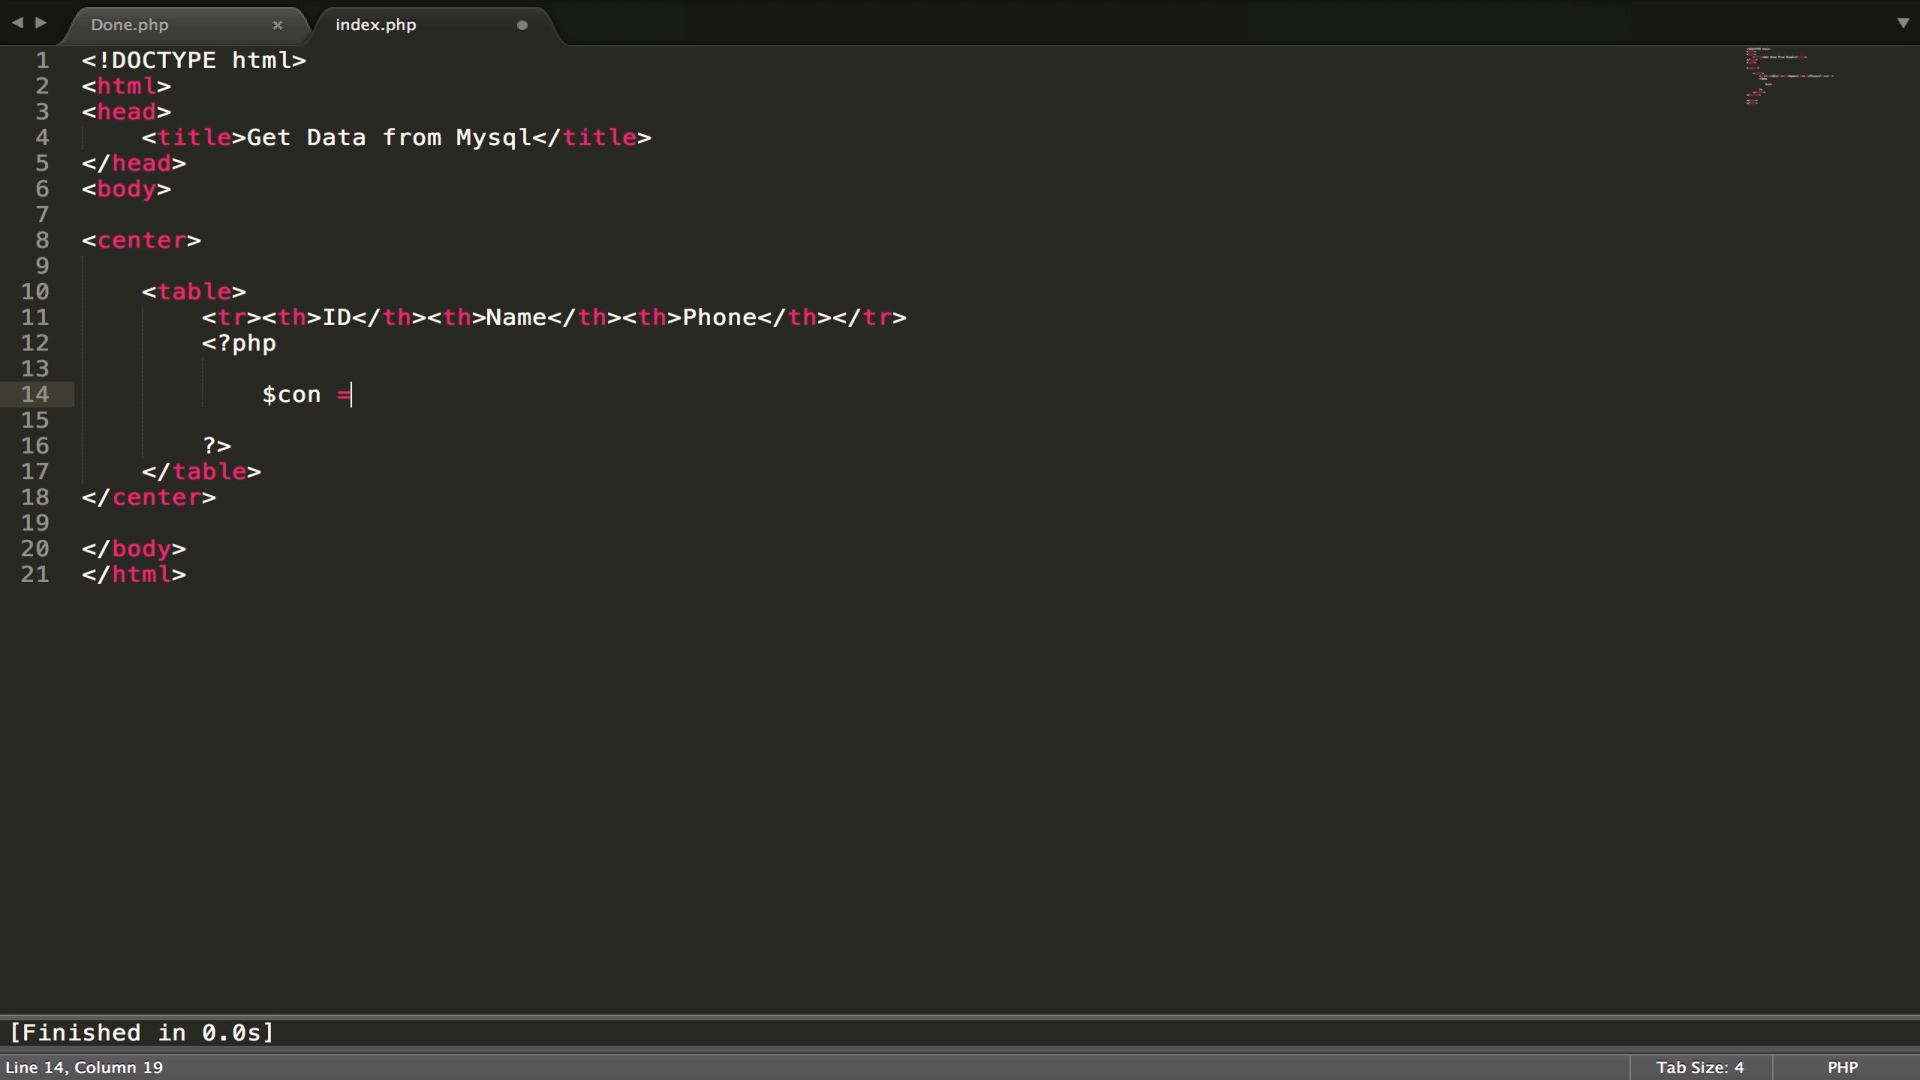 Done.php × index.php
1 <!DOCTYPE html>
2 <html>
3 <head>
4 <title>Get Data from Mysql</title>
5 </head>
6 <body>
7
8 <center>
9
10 <table>
11 <tr><th>ID</th><th>Name</th><th>Phone</th></tr>
12 <?php
13
14 $con =
15
16 ?>
17 </table>
18 </center>
19
20 </body>
21 </html>
[Finished in 0.0s]
Line 14, Column 19 Tab Size: 4 PHP